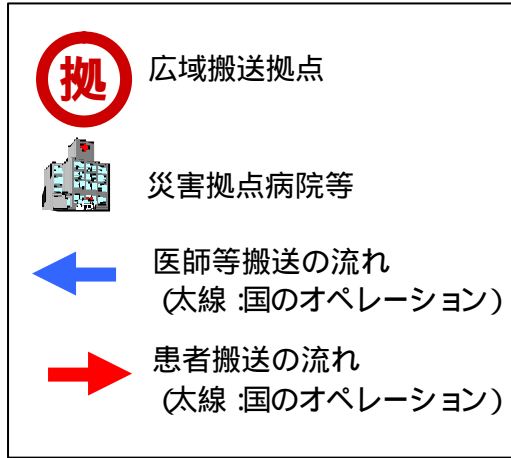 拠 広域搬送拠点
災害拠点病院等
医師等搬送の流れ
(太線:国のオペレーション)
患者搬送の流れ
(太線:国のオペレーション)